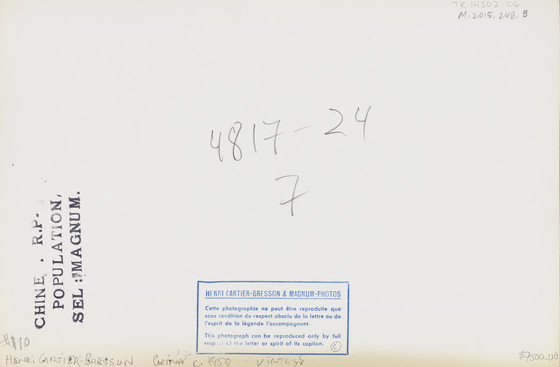 TR.14502.106
M.2015.248.8
4817-24
7
CHINE . R.P.
POPULATION,
SEL: MAGNUM.
HENRI CARTIER-BRESSON & MAGNUM-PHOTOS
Cette photographie ne peut être reproduite que
sous condition du respect absolu de la lettre ou de
l'esprit de la légende l'accompagnant.
This photograph can be reproduced only by full
respect of the letter or spirit of its caption.
©
HENRI CARTIER-BRESSON CHINA C-1958 VINTAGE
$7500.00